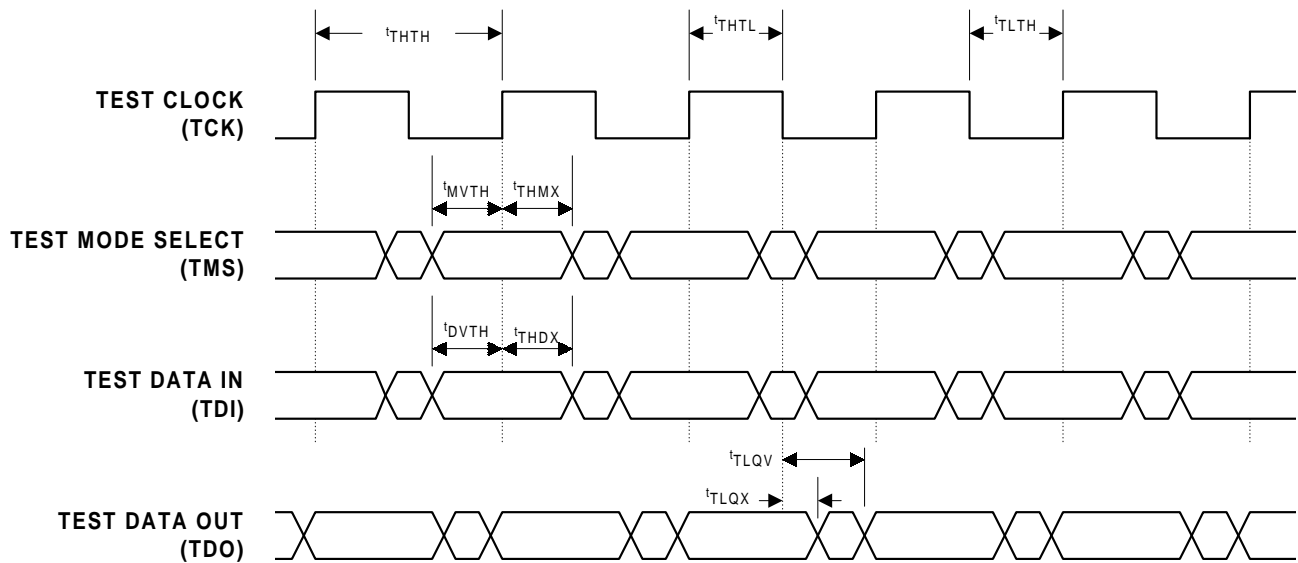 tTHTH
tTHTL
tTLTH
TEST CLOCK
(TCK)
tMVTH
tTHMX
TEST MODE SELECT
(TMS)
tDVTH
tTHDX
TEST DATA IN
(TDI)
tTLQV
tTLQX
TEST DATA OUT
(TDO)